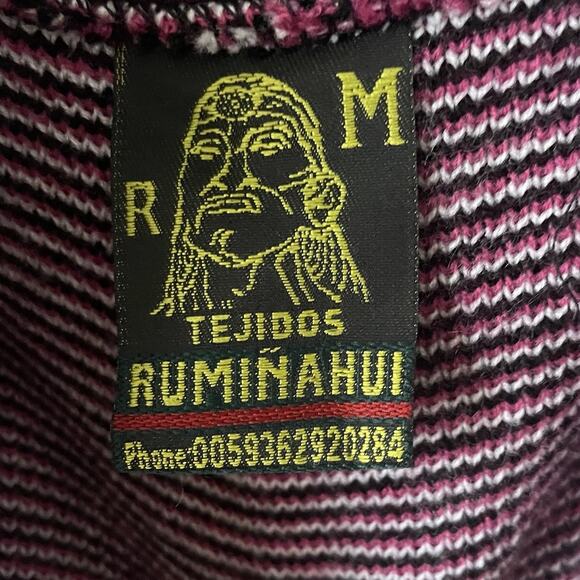 M
R
TEJIDOS
RUMIÑAHUI
Phone:0059362920284